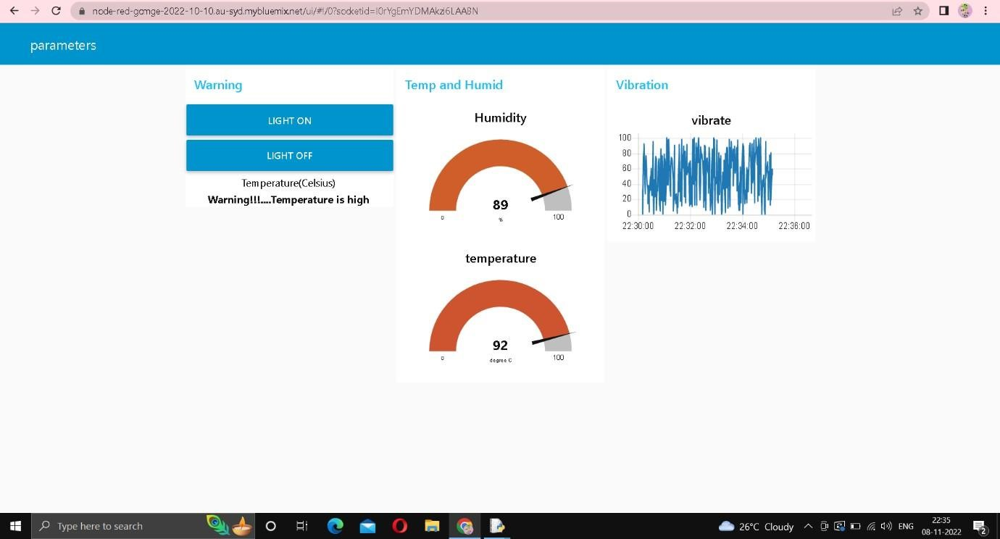 node-red-gamge-2022-10-10.au-syd.mybluemix.net/ui/#!/0?socketid=I0rYgEmYDMAkzi6LAABN
parameters
Warning
LIGHT ON
LIGHT OFF
Temperature(Celsius)
Warning!!!....Temperature is high
Temp and Humid
Humidity
89
%
0
100
temperature
92
degree C
0
100
Vibration
vibrate
100
80
60
40
20
0
22:30:00 22:32:00 22:34:00 22:36:00
Type here to search
26°C Cloudy
ENG
22:35
08-11-2022
2